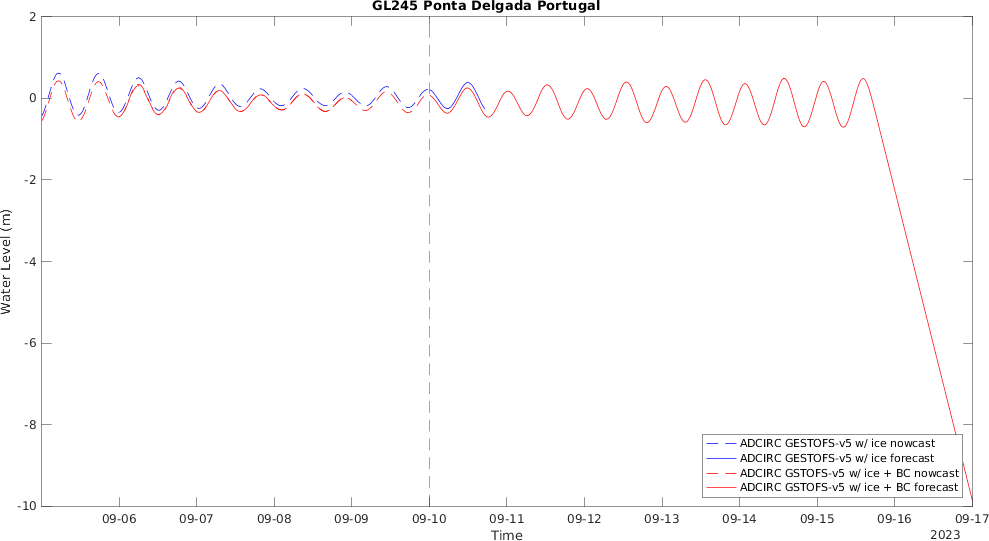 GL245 Ponta Delgada Portugal
2
0
-2
-4
-6
-8
-10
Water Level (m)
ADCIRC GESTOFS-v5 w/ ice nowcast
ADCIRC GESTOFS-v5 w/ ice forecast
ADCIRC GSTOFS-v5 w/ ice + BC nowcast
ADCIRC GSTOFS-v5 w/ ice + BC forecast
09-06 09-07 09-08 09-09 09-10 09-11 09-12 09-13 09-14 09-15 09-16 09-17
Time
2023